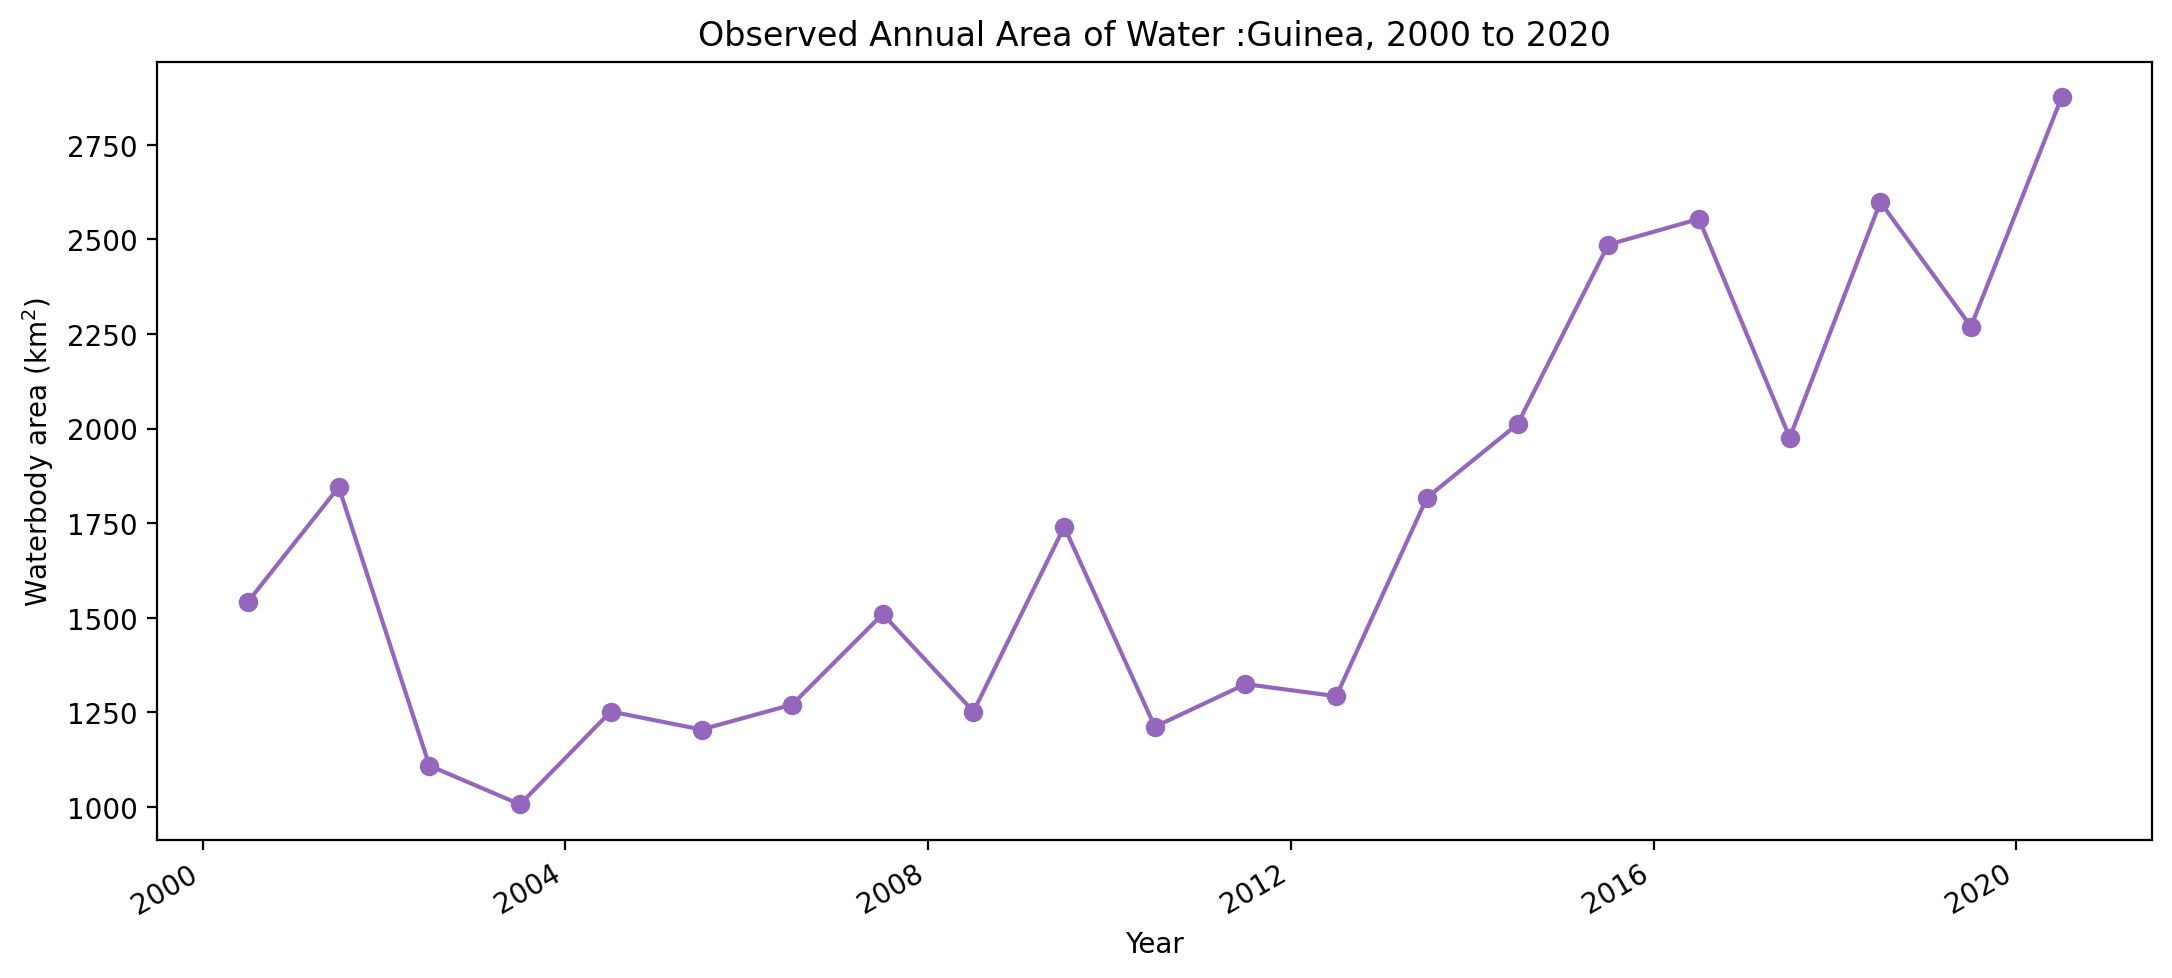 Observed Annual Area of Water :Guinea, 2000 to 2020
Waterbody area (km²)
2750
2500
2250
2000
1750
1500
1250
1000
2000 2004 2008 2012 2016 2020
Year